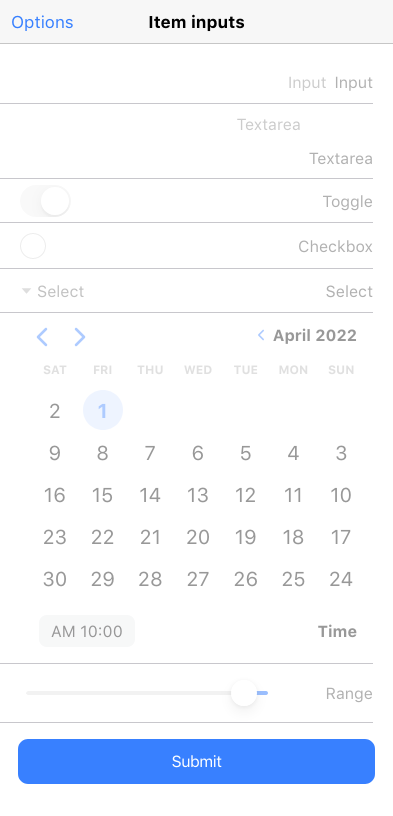 Options Item inputs
Input Input
Textarea
Textarea
Toggle
Checkbox
Select Select
April 2022
SAT FRI THU WED TUE MON SUN
2 1
9 8 7 6 5 4 3
16 15 14 13 12 11 10
23 22 21 20 19 18 17
30 29 28 27 26 25 24
AM 10:00 Time
Range
Submit